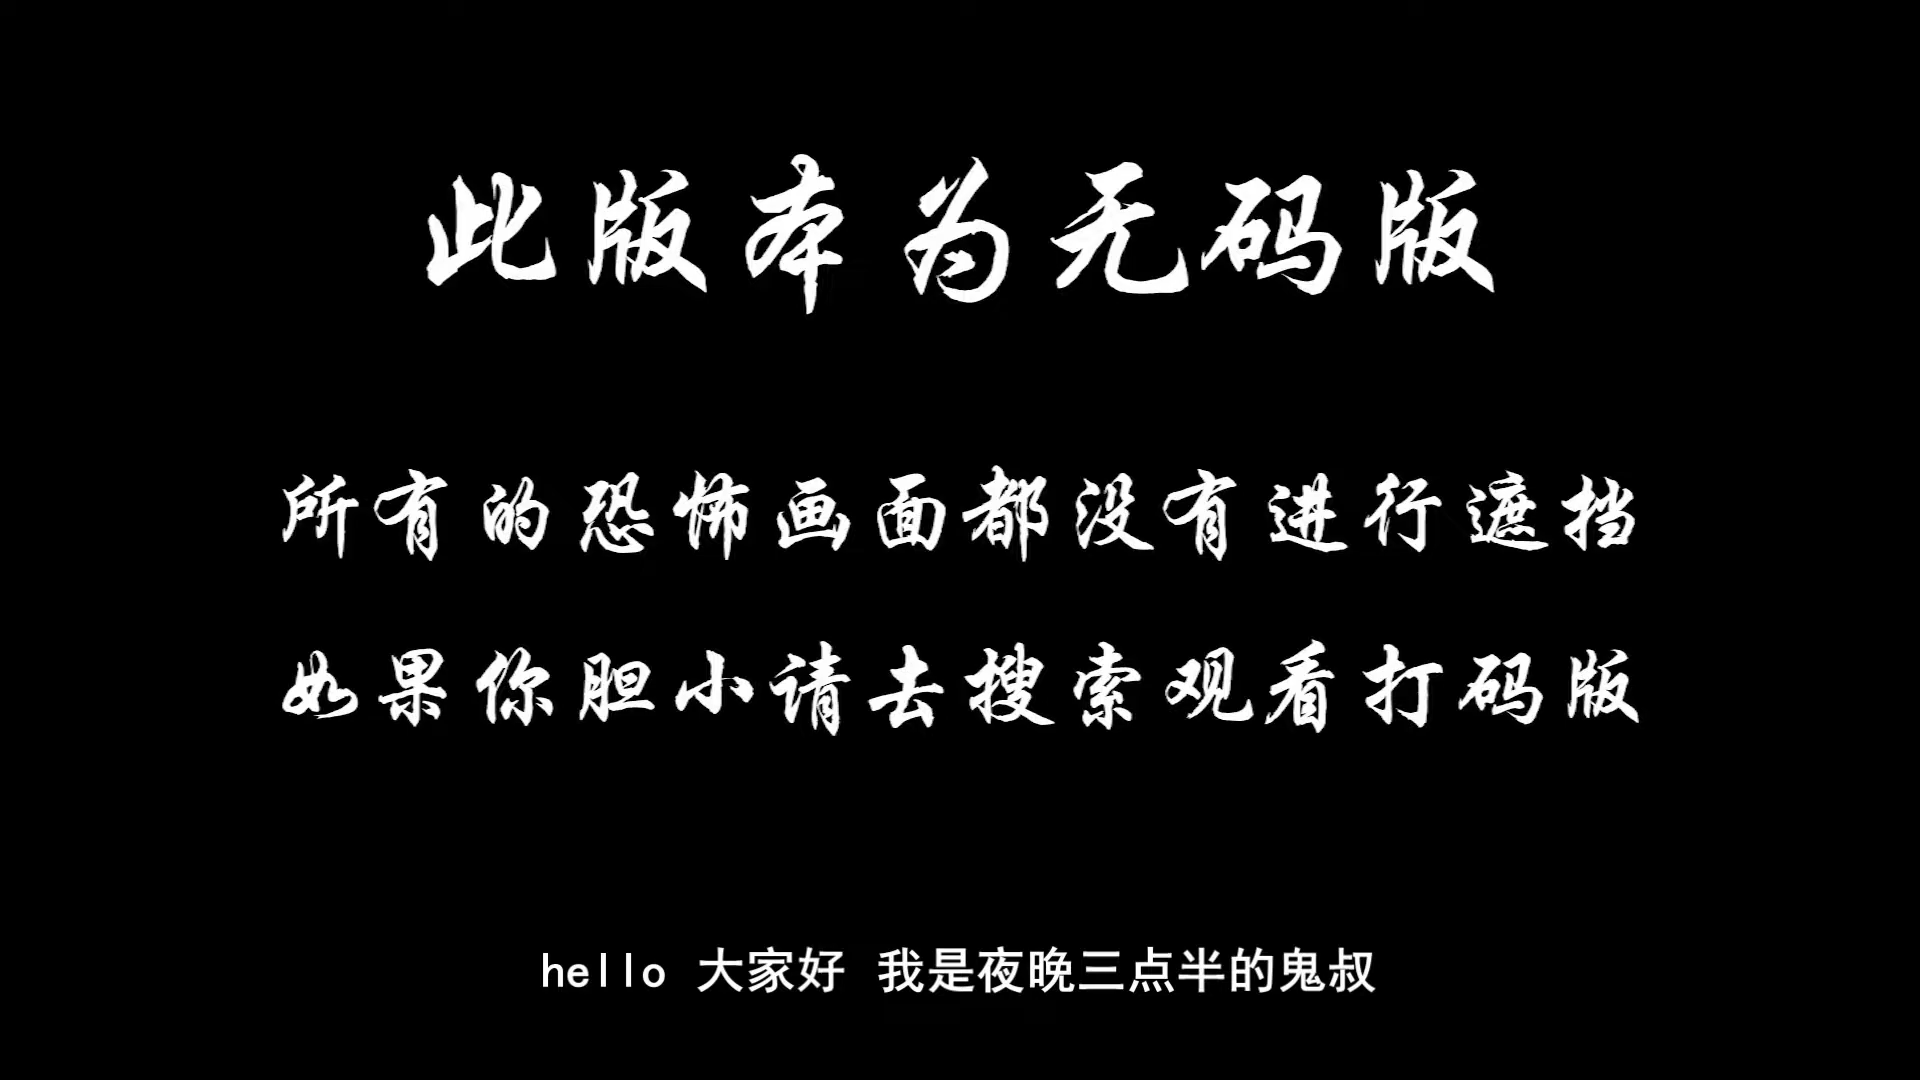 此版本为无码版
所有的恐怖画面都没有进行遮挡
如果你胆小请去搜索观看打码版
hello 大家好 我是夜晚三点半的鬼叔